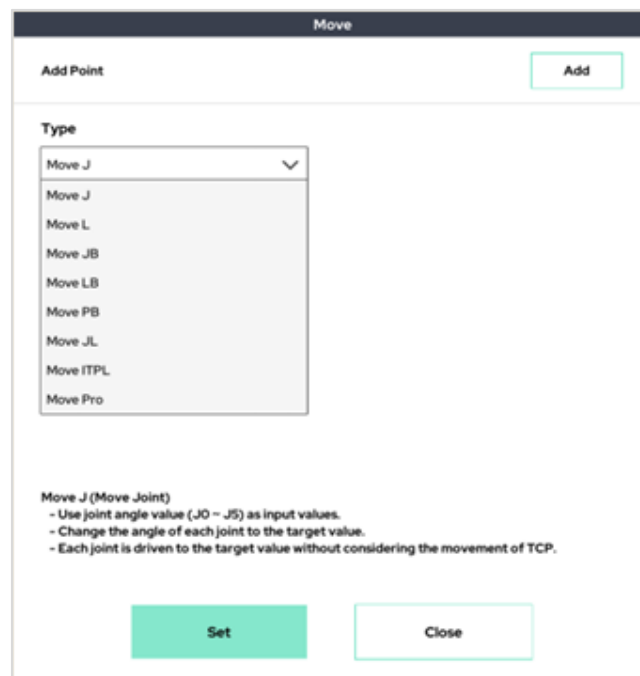 Move
Add Point
Add
Type
Move J
Move J
Move L
Move JB
Move LB
Move PB
Move JL
Move ITPL
Move Pro
Move J (Move Joint)
- Use joint angle value (J0 ~ J5) as input values.
- Change the angle of each joint to the target value.
- Each joint is driven to the target value without considering the movement of TCP.
Set
Close